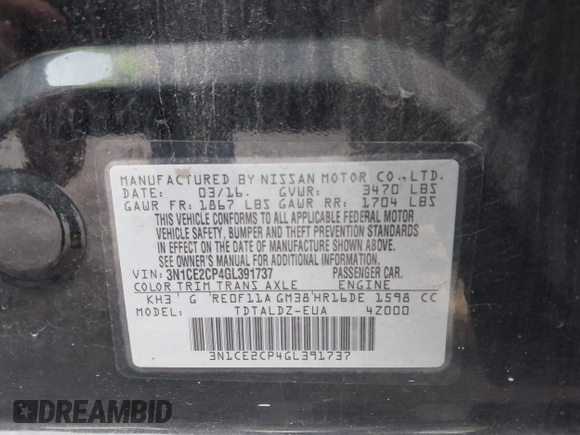 MANUFACTURED BY NISSAN MOTOR CO.,LTD.
DATE: 03/16. GVWR: 3470 LBS
GAWR FR: 1867 LBS GAWR RR: 1704 LBS
THIS VEHICLE CONFORMS TO ALL APPLICABLE FEDERAL MOTOR
VEHICLE SAFETY, BUMPER AND THEFT PREVENTION STANDARDS
IN EFFECT ON THE DATE OF MANUFACTURE SHOWN ABOVE.
SEE OWNER'S MANUAL FOR ADDITIONAL INFORMATION.
VIN: 3N1CE2CP4GL391737 PASSENGER CAR.
COLOR TRIM TRANS AXLE ENGINE
KH3 G RE0F11A GM38 HR16DE 1598 CC
MODEL: TDTALDZ-EUA 4Z000
3N1CE2CP4GL391737
DREAMBID